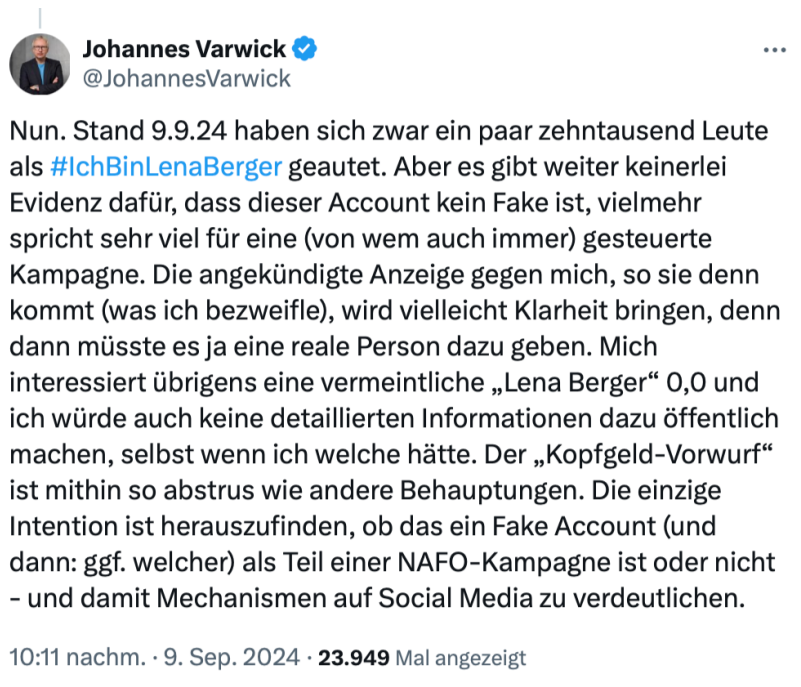 Johannes Varwick
@JohannesVarwick
Nun. Stand 9.9.24 haben sich zwar ein paar zehntausend Leute
als #IchBinLenaBerger geautet. Aber es gibt weiter keinerlei
Evidenz dafür, dass dieser Account kein Fake ist, vielmehr
spricht sehr viel für eine (von wem auch immer) gesteuerte
Kampagne. Die angekündigte Anzeige gegen mich, so sie denn
kommt (was ich bezweifle), wird vielleicht Klarheit bringen, denn
dann müsste es ja eine reale Person dazu geben. Mich
interessiert übrigens eine vermeintliche „Lena Berger“ 0,0 und
ich würde auch keine detaillierten Informationen dazu öffentlich
machen, selbst wenn ich welche hätte. Der „Kopfgeld-Vorwurf“
ist mithin so abstrus wie andere Behauptungen. Die einzige
Intention ist herauszufinden, ob das ein Fake Account (und
dann: ggf. welcher) als Teil einer NAFO-Kampagne ist oder nicht
- und damit Mechanismen auf Social Media zu verdeutlichen.
10:11 nachm. · 9. Sep. 2024 · 23.949 Mal angezeigt